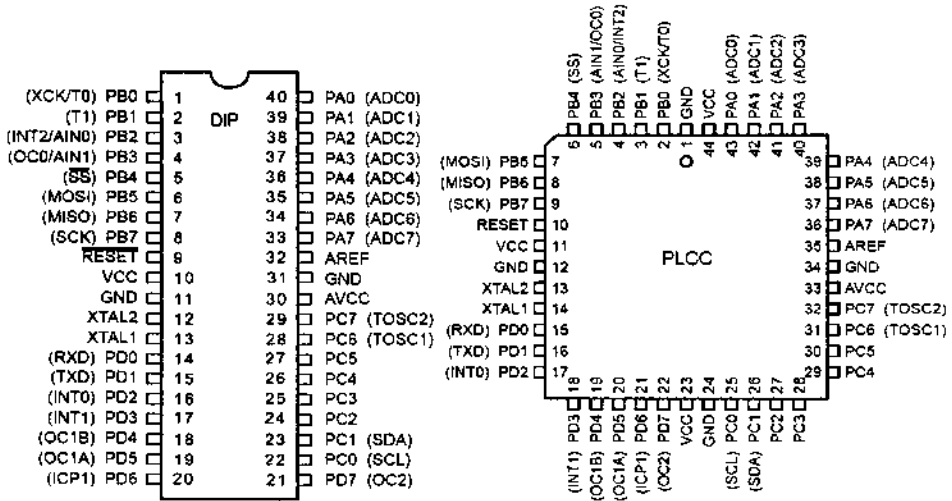 (XCK/T0) PB0 1 40 PA0 (ADC0)
(T1) PB1 2 DIP 39 PA1 (ADC1)
(INT2/AIN0) PB2 3 38 PA2 (ADC2)
(OC0/AIN1) PB3 4 37 PA3 (ADC3)
(SS) PB4 5 36 PA4 (ADC4)
(MOSI) PB5 6 35 PA5 (ADC5)
(MISO) PB6 7 34 PA6 (ADC6)
(SCK) PB7 8 33 PA7 (ADC7)
RESET 9 32 AREF
VCC 10 31 GND
GND 11 30 AVCC
XTAL2 12 29 PC7 (TOSC2)
XTAL1 13 28 PC6 (TOSC1)
(RXD) PD0 14 27 PC5
(TXD) PD1 15 26 PC4
(INT0) PD2 16 25 PC3
(INT1) PD3 17 24 PC2
(OC1B) PD4 18 23 PC1 (SDA)
(OC1A) PD5 19 22 PC0 (SCL)
(ICP1) PD6 20 21 PD7 (OC2)
PB4 (SS)
PB3 (AIN1/OC0)
PB2 (AIN0/INT2)
PB1 (T1)
PB0 (XCK/T0)
GND
VCC
PA0 (ADC0)
PA1 (ADC1)
PA2 (ADC2)
PA3 (ADC3)
6 5 4 3 2 1 44 43 42 41 40
(MOSI) PB5 7 39 PA4 (ADC4)
(MISO) PB6 8 38 PA5 (ADC5)
(SCK) PB7 9 37 PA6 (ADC6)
RESET 10 36 PA7 (ADC7)
VCC 11 35 AREF
GND 12 PLCC 34 GND
XTAL2 13 33 AVCC
XTAL1 14 32 PC7 (TOSC2)
(RXD) PD0 15 31 PC6 (TOSC1)
(TXD) PD1 16 30 PC5
(INT0) PD2 17 29 PC4
18 19 20 21 22 23 24 25 26 27 28
(INT1) PD3
(OC1B) PD4
(OC1A) PD5
(ICP1) PD6
(OC2) PD7
VCC
GND
(SCL) PC0
(SDA) PC1
PC2
PC3